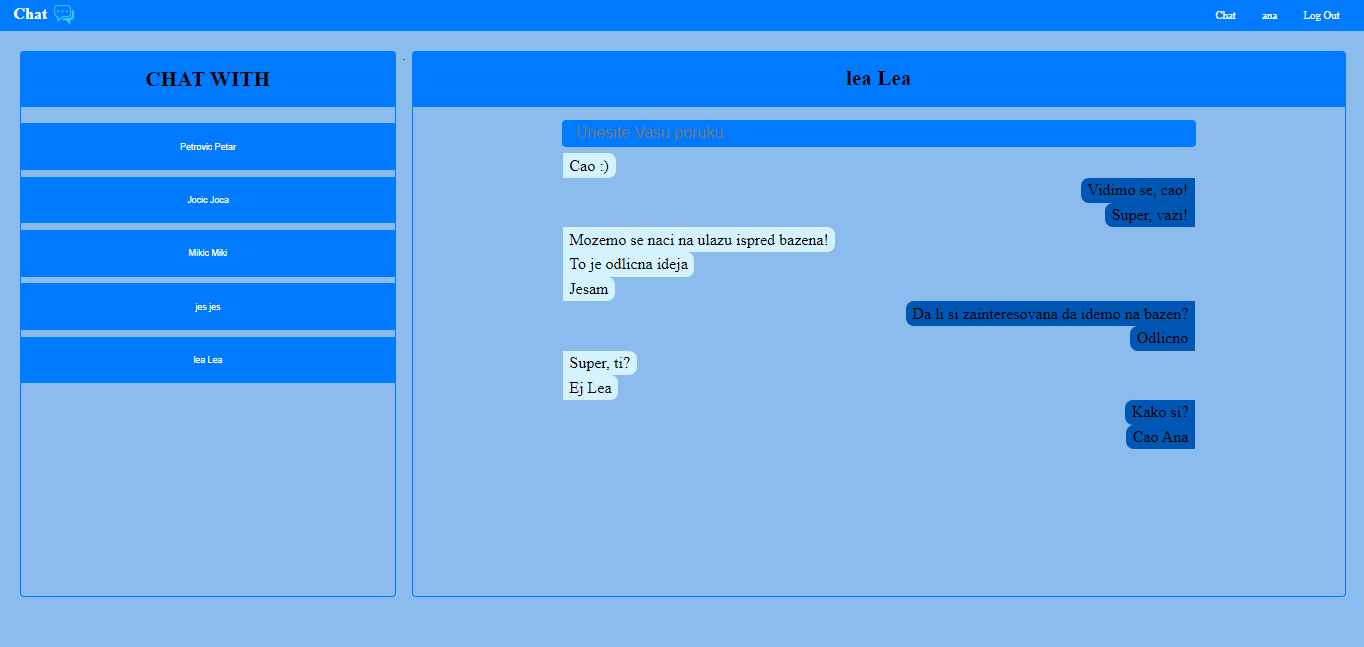 Chat
Chat
ana
Log Out
CHAT WITH
Petrovic Petar
Jocic Joca
Mikic Miki
jes jes
lea Lea
lea Lea
Unesite Vasu poruku
Cao :)
Vidimo se, cao!
Super, vazi!
Mozemo se naci na ulazu ispred bazena!
To je odlicna ideja
Jesam
Da li si zainteresovana da idemo na bazen?
Odlicno
Super, ti?
Ej Lea
Kako si?
Cao Ana